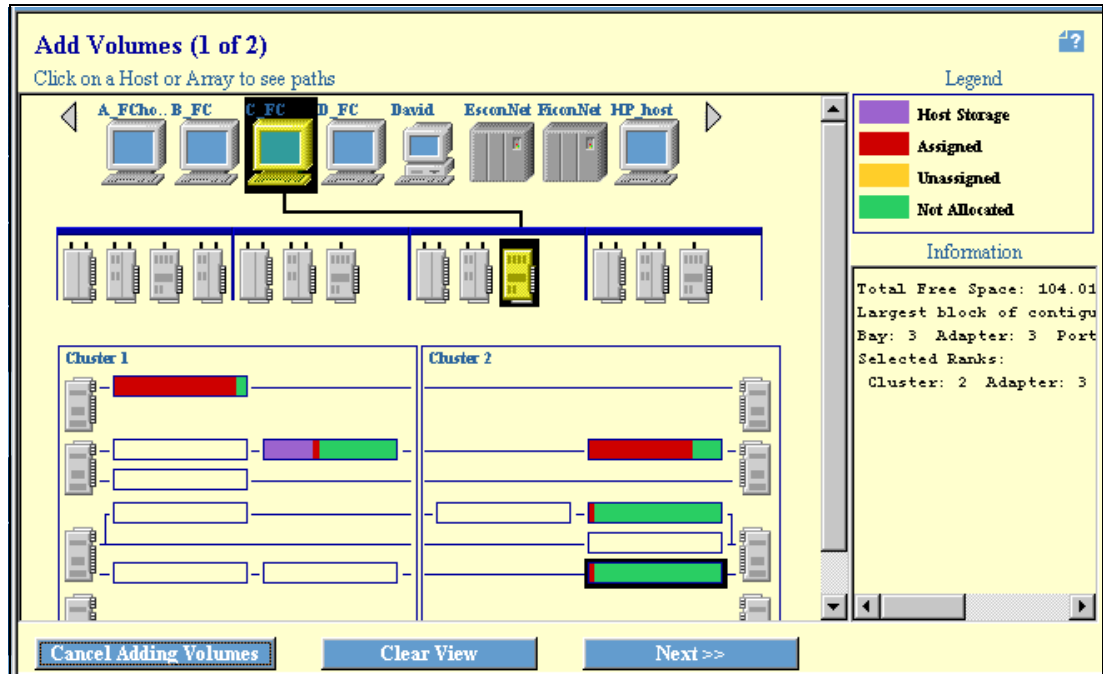 Add Volumes (1 of 2)
Click on a Host or Array to see paths
A_FCho.. B_FC C_FC D_FC David EsconNet FiconNet HP_host
Cluster 1
Cluster 2
Legend
Host Storage
Assigned
Unassigned
Not Allocated
Information
Total Free Space: 104.01
Largest block of contigu
Bay: 3 Adapter: 3 Port
Selected Ranks:
Cluster: 2 Adapter: 3
Cancel Adding Volumes
Clear View
Next >>